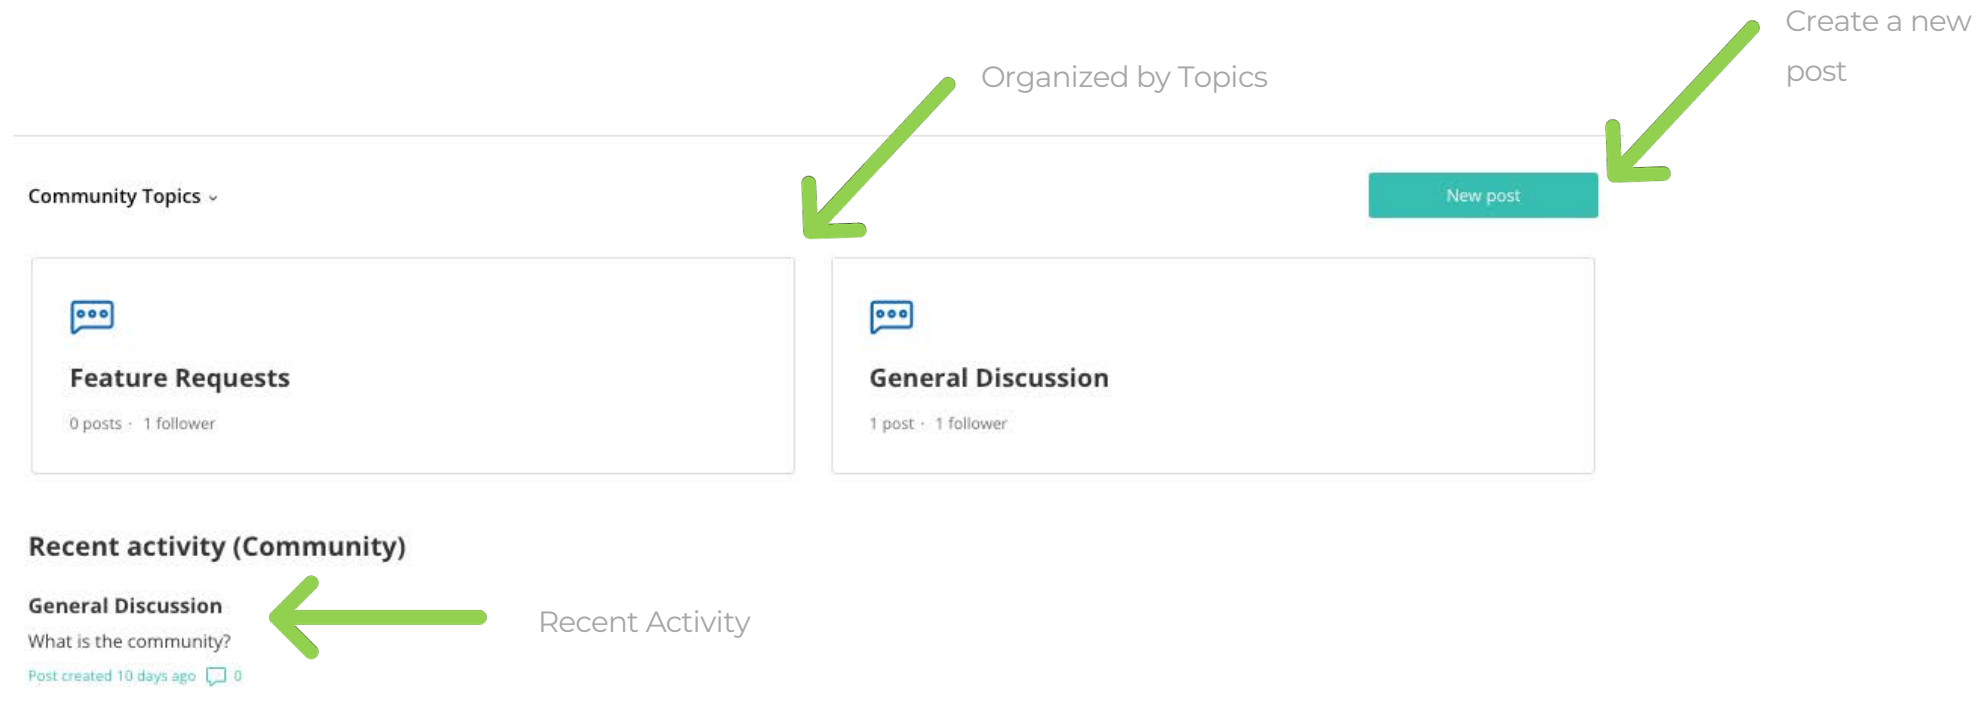 Create a new
post
Organized by Topics
Community Topics
New post
Feature Requests
0 posts · 1 follower
General Discussion
1 post · 1 follower
Recent activity (Community)
General Discussion
What is the community?
Post created 10 days ago 0
Recent Activity